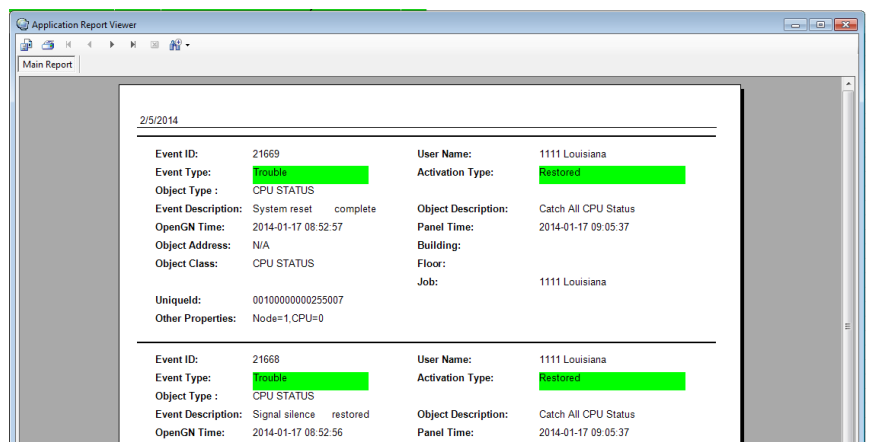 Application Report Viewer
Main Report
2/5/2014
Event ID: 21669 User Name: 1111 Louisiana
Event Type: Trouble Activation Type: Restored
Object Type : CPU STATUS
Event Description: System reset complete Object Description: Catch All CPU Status
OpenGN Time: 2014-01-17 08:52:57 Panel Time: 2014-01-17 09:05:37
Object Address: N/A Building:
Object Class: CPU STATUS Floor:
Job: 1111 Louisiana
UniqueId: 00100000000255007
Other Properties: Node=1,CPU=0
Event ID: 21668 User Name: 1111 Louisiana
Event Type: Trouble Activation Type: Restored
Object Type : CPU STATUS
Event Description: Signal silence restored Object Description: Catch All CPU Status
OpenGN Time: 2014-01-17 08:52:56 Panel Time: 2014-01-17 09:05:37